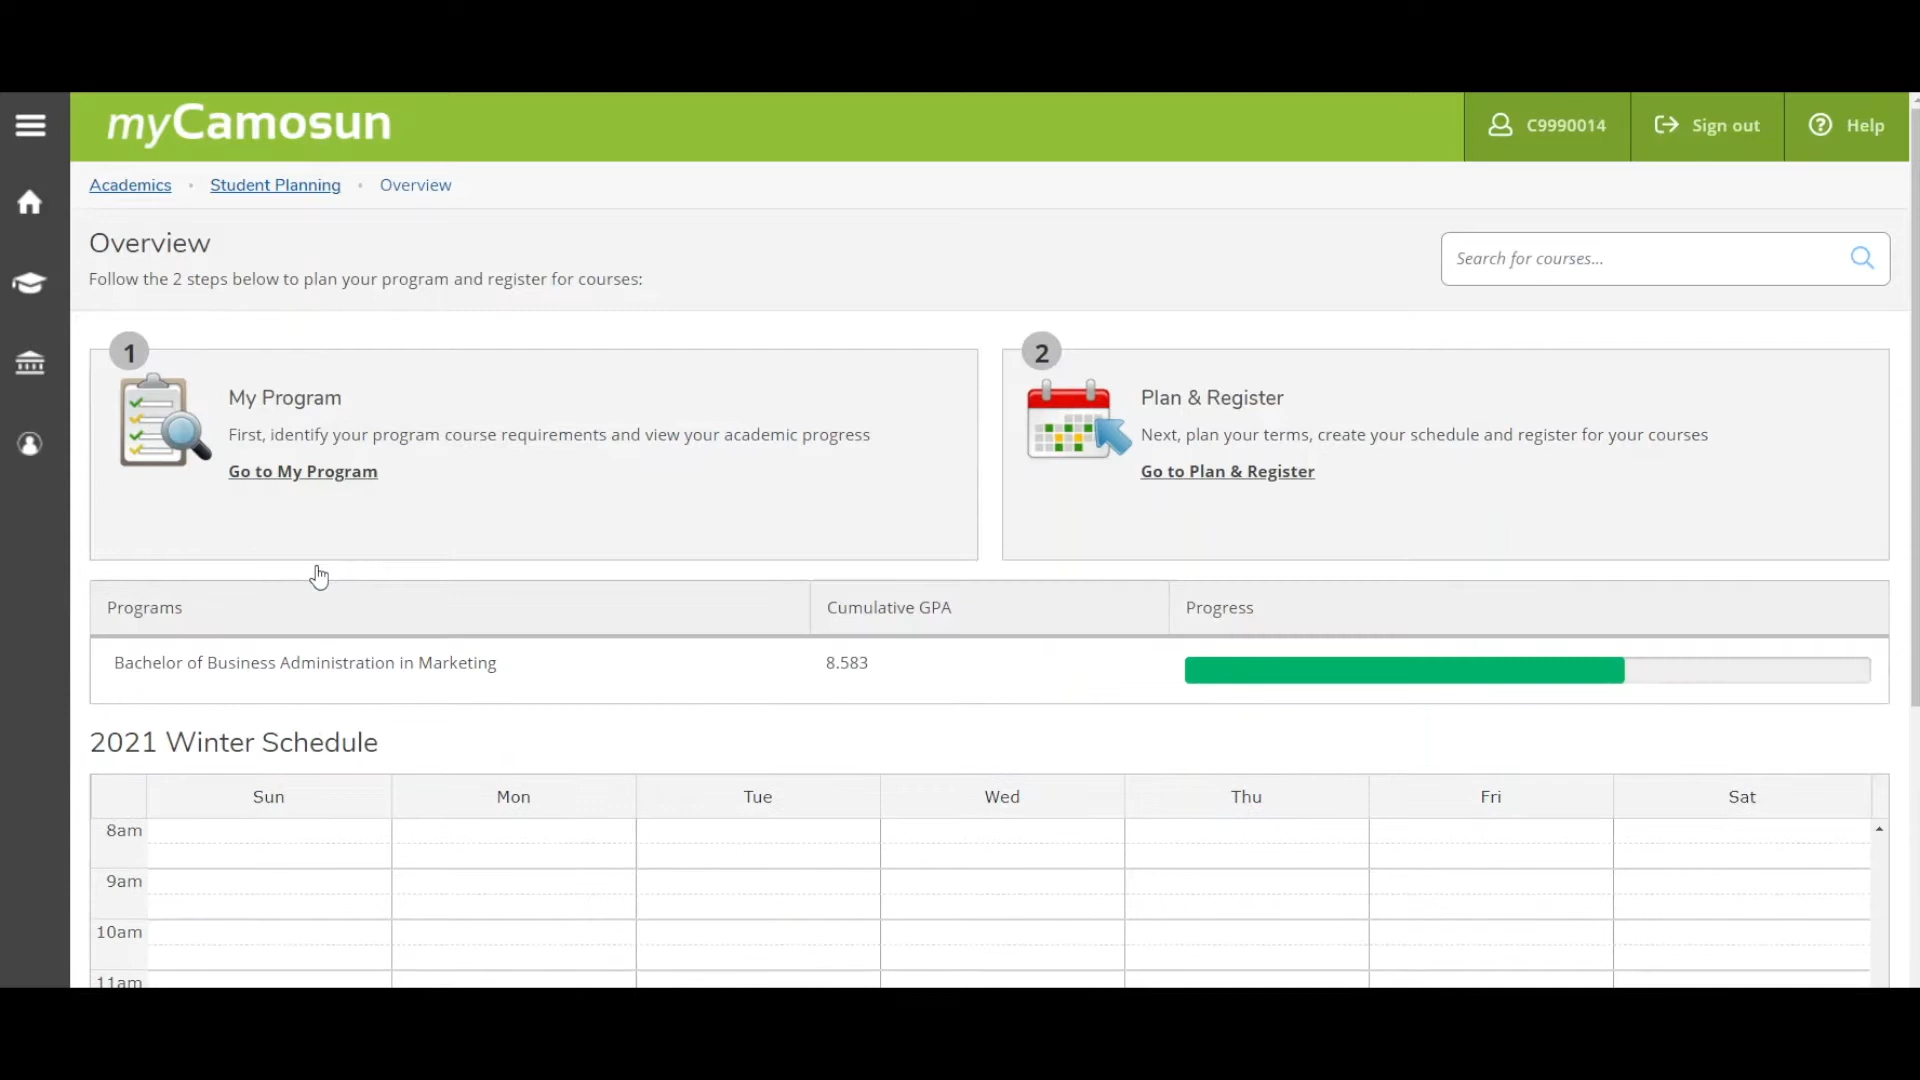 myCamosun
C9990014
Sign out
Help
Academics • Student Planning • Overview
Overview
Follow the 2 steps below to plan your program and register for courses:
Search for courses...
1
My Program
First, identify your program course requirements and view your academic progress
Go to My Program
2
Plan & Register
Next, plan your terms, create your schedule and register for your courses
Go to Plan & Register
Programs
Cumulative GPA
Progress
Bachelor of Business Administration in Marketing
8.583
2021 Winter Schedule
Sun
Mon
Tue
Wed
Thu
Fri
Sat
8am
9am
10am
11am